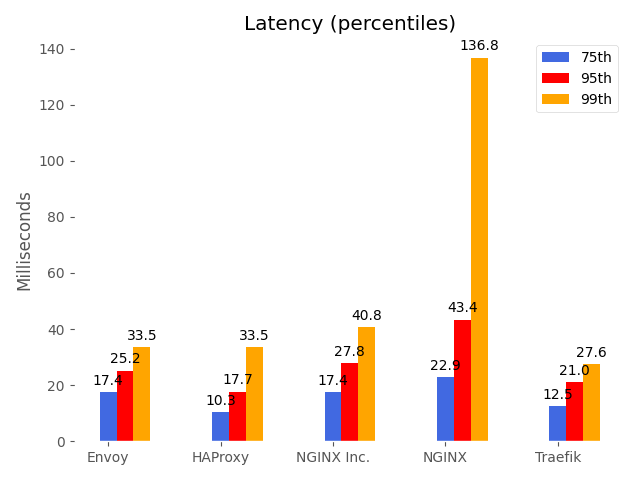 Latency (percentiles)
75th
95th
99th
Milliseconds
140
120
100
80
60
40
20
0
17.4
25.2
33.5
10.3
17.7
33.5
17.4
27.8
40.8
22.9
43.4
136.8
12.5
21.0
27.6
Envoy
HAProxy
NGINX Inc.
NGINX
Traefik